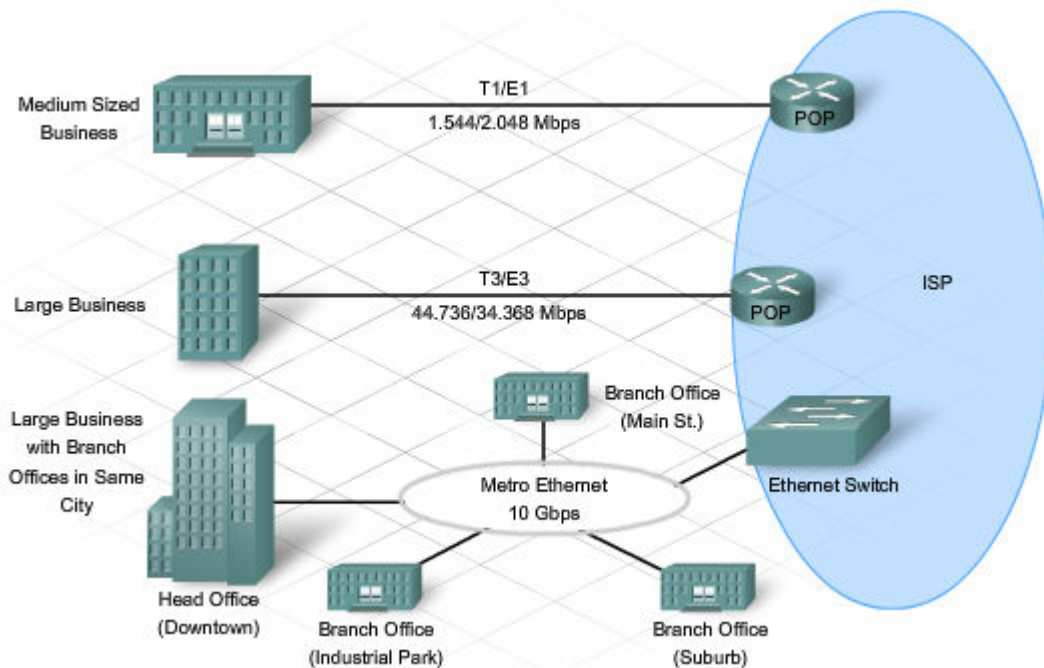 Medium Sized
Business
T1/E1
1.544/2.048 Mbps
POP
Large Business
T3/E3
44.736/34.368 Mbps
POP
ISP
Large Business
with Branch
Offices in Same
City
Branch Office
(Main St.)
Metro Ethernet
10 Gbps
Ethernet Switch
Head Office
(Downtown)
Branch Office
(Industrial Park)
Branch Office
(Suburb)